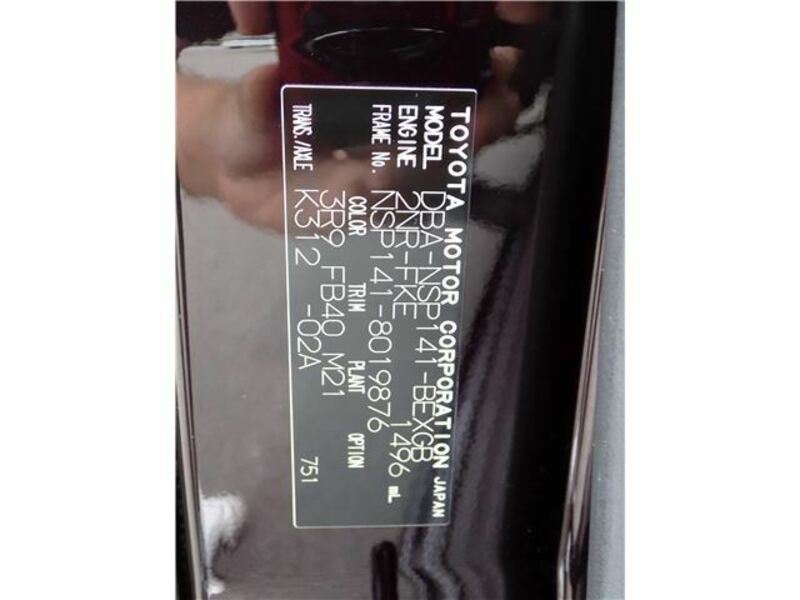 TOYOTA MOTOR CORPORATION JAPAN
MODEL DBA-NSP141-BEXGB
ENGINE 2NR-FKE 1496 mL
FRAME No. NSP141-8019876
COLOR TRIM PLANT OPTION
3R9 FB40 M21
TRANS./AXLE K312 -02A 751